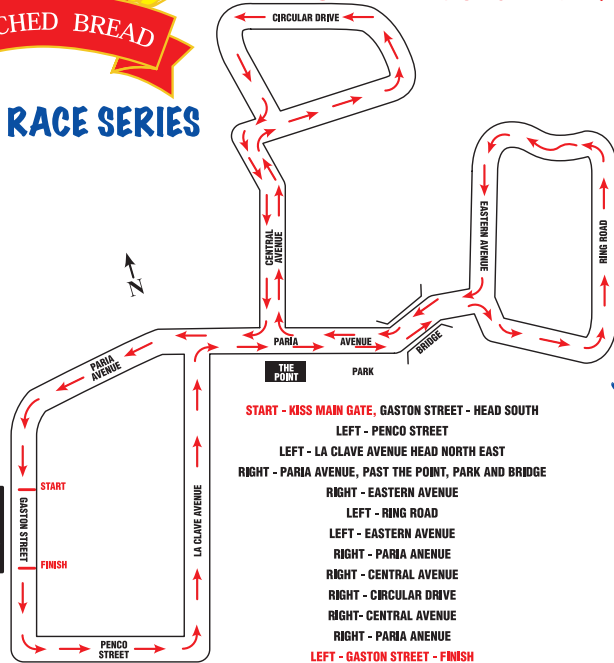 CHED BREAD
RACE SERIES
CIRCULAR DRIVE
CENTRAL
AVENUE
EASTERN AVENUE
RING ROAD
N
PARIA AVENUE
BRIDGE
THE
POINT
PARK
PARIA
AVENUE
START
GASTON STREET
FINISH
LA CLAVE AVENUE
PENCO
STREET
START - KISS MAIN GATE, GASTON STREET - HEAD SOUTH
LEFT - PENCO STREET
LEFT - LA CLAVE AVENUE HEAD NORTH EAST
RIGHT - PARIA AVENUE, PAST THE POINT, PARK AND BRIDGE
RIGHT - EASTERN AVENUE
LEFT - RING ROAD
LEFT - EASTERN AVENUE
RIGHT - PARIA ANENUE
RIGHT - CENTRAL AVENUE
RIGHT - CIRCULAR DRIVE
RIGHT- CENTRAL AVENUE
RIGHT - PARIA ANENUE
LEFT - GASTON STREET - FINISH